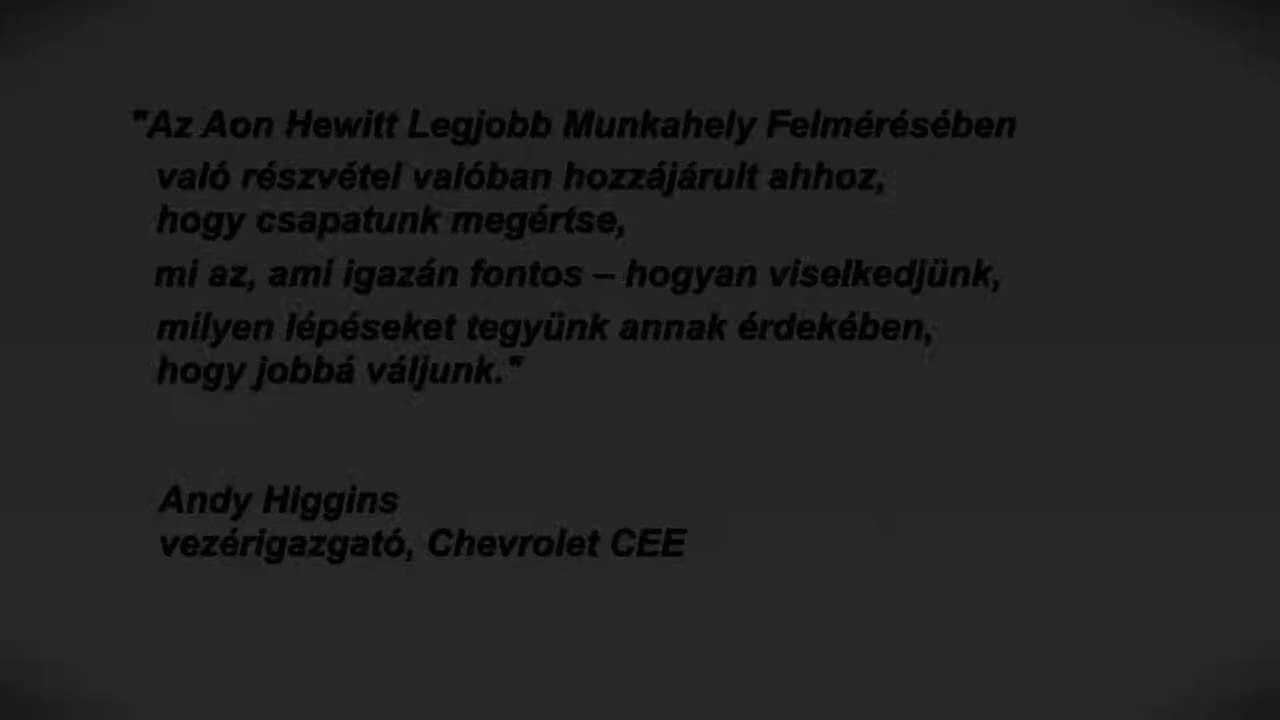 "Az Aon Hewitt Legjobb Munkahely Felmérésében
való részvétel valóban hozzájárult ahhoz,
hogy csapatunk megértse,
mi az, ami igazán fontos – hogyan viselkedjünk,
milyen lépéseket tegyünk annak érdekében,
hogy jobbá váljunk."
Andy Higgins
vezérigazgató, Chevrolet CEE